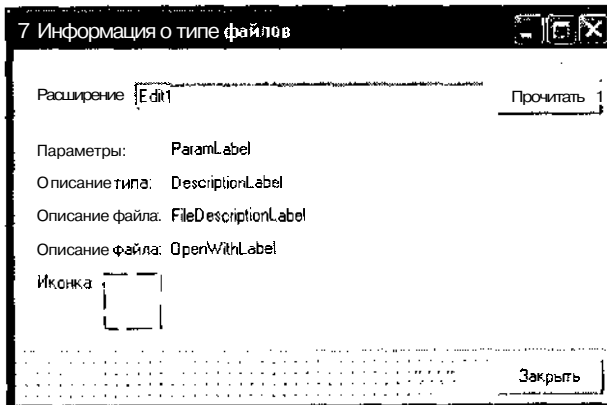 7 Информация о типе файлов
Расширение Edit1 Прочитать 1
Параметры: ParamLabel
Описание типа: DescriptionLabel
Описание файла: FileDescriptionLabel
Описание файла: OpenWithLabel
Иконка
Закрыть